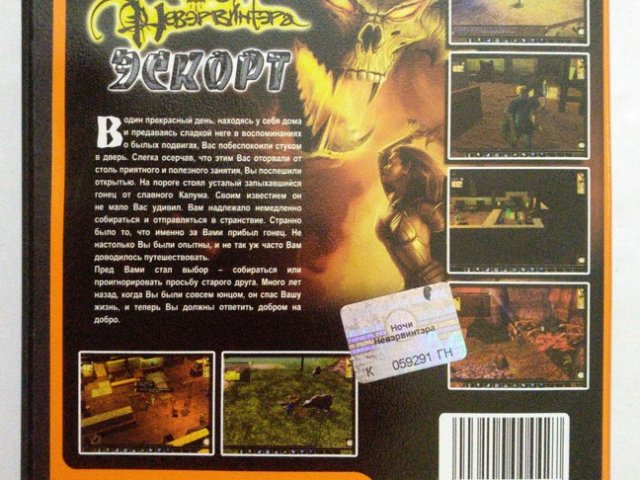 Невервинтера
ЭСКОРТ
В один прекрасный день, находясь у себя дома
и предаваясь сладкой неге в воспоминаниях
о былых подвигах, Вас побеспокоили стуком
в дверь. Слегка осерчав, что этим Вас оторвали от
столь приятного и полезного занятия, Вы поспешили
открытью. На пороге стоял усталый запыхавшийся
гонец от славного Калума. Своим известием он
не мало Вас удивил. Вам надлежало немедленно
собираться и отправляться в странствие. Странно
было то, что именно за Вами прибыл гонец. Не
настолько Вы были опытны, и не так уж часто Вам
доводилось путешествовать.
Пред Вами стал выбор – собираться или
проигнорировать просьбу старого друга. Много лет
назад, когда Вы были совсем юнцом, он спас Вашу
жизнь, и теперь Вы должны ответить добром на
добро.
Ночи
Невервинтэра
К 059291 ГН